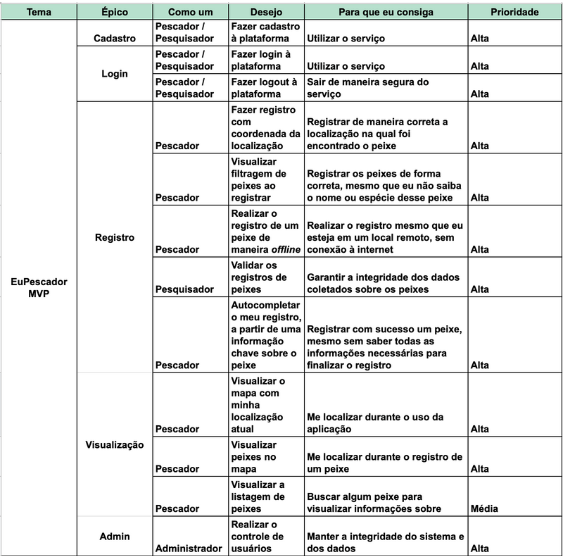 Tema Épico Como um Desejo Para que eu consiga Prioridade
EuPescador
MVP
Cadastro
Pescador /
Pesquisador
Fazer cadastro
à plataforma
Utilizar o serviço
Alta
Login
Pescador /
Pesquisador
Fazer login à
plataforma
Utilizar o serviço
Alta
Pescador /
Pesquisador
Fazer logout à
plataforma
Sair de maneira segura do
serviço
Alta
Registro
Pescador
Fazer registro
com
coordenada da
localização
Registrar de maneira correta a
localização na qual foi
encontrado o peixe
Alta
Pescador
Visualizar
filtragem de
peixes ao
registrar
Registrar os peixes de forma
correta, mesmo que eu não saiba
o nome ou espécie desse peixe
Alta
Pescador
Realizar o
registro de um
peixe de
maneira offline
Realizar o registro mesmo que eu
esteja em um local remoto, sem
conexão à internet
Alta
Pesquisador
Validar os
registros de
peixes
Garantir a integridade dos dados
coletados sobre os peixes
Alta
Pescador
Autocompletar
o meu registro,
a partir de uma
informação
chave sobre o
peixe
Registrar com sucesso um peixe,
mesmo sem saber todas as
informações necessárias para
finalizar o registro
Alta
Visualização
Pescador
Visualizar o
mapa com
minha
localização
atual
Me localizar durante o uso da
aplicação
Alta
Pescador
Visualizar
peixes no
mapa
Me localizar durante o registro de
um peixe
Alta
Pescador
Visualizar a
listagem de
peixes
Buscar algum peixe para
visualizar informações sobre
Média
Admin
Administrador
Realizar o
controle de
usuários
Manter a integridade do sistema e
dos dados
Alta